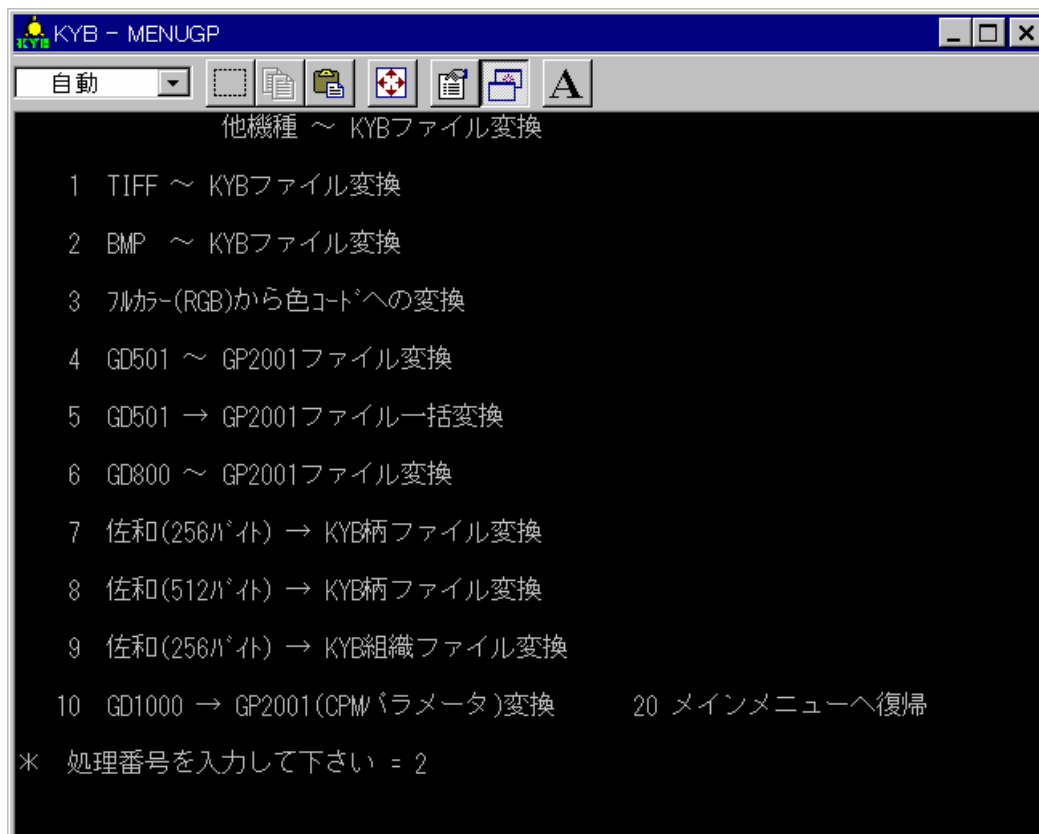 KYB - MENUGP
自動 A
他機種 ～ KYBファイル変換
1 TIFF ～ KYBファイル変換
2 BMP ～ KYBファイル変換
3 ﾌﾙｶﾗｰ(RGB)から色ｺｰﾄﾞへの変換
4 GD501 ～ GP2001ファイル変換
5 GD501 → GP2001ファイル一括変換
6 GD800 ～ GP2001ファイル変換
7 佐和(256ﾊﾞｲﾄ) → KYB柄ファイル変換
8 佐和(512ﾊﾞｲﾄ) → KYB柄ファイル変換
9 佐和(256ﾊﾞｲﾄ) → KYB組織ファイル変換
10 GD1000 → GP2001(CPMパラメータ)変換 20 メインメニューへ復帰
＊ 処理番号を入力して下さい = 2